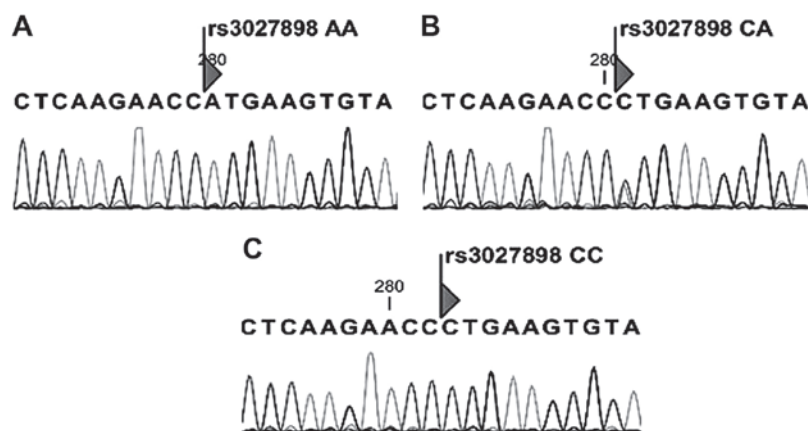 A
rs3027898 AA
280
CTCAAGAACCATGAAGTGTA
B
rs3027898 CA
280
CTCAAGAACCCTGAAGTGTA
C
rs3027898 CC
280
CTCAAGAACCCTGAAGTGTA